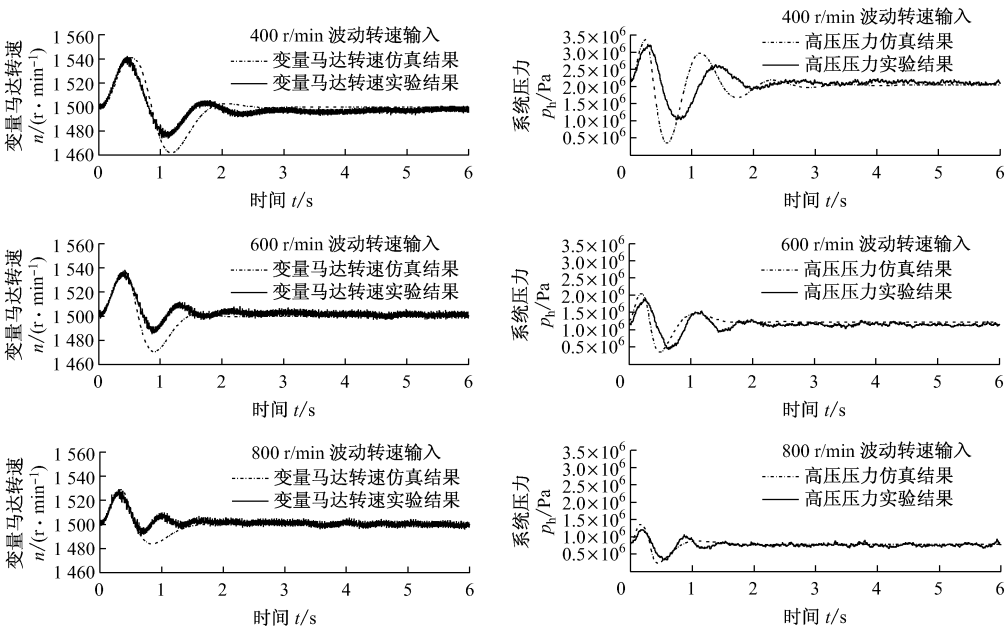 400 r/min 波动转速输入
变量马达转速仿真结果
变量马达转速实验结果
变量马达转速
n/(r·min⁻¹)
1 560
1 540
1 520
1 500
1 480
1 460
0 1 2 3 4 5 6
时间 t/s
400 r/min 波动转速输入
高压压力仿真结果
高压压力实验结果
系统压力
pₕ/Pa
3.5×10⁶
3.0×10⁶
2.5×10⁶
2.0×10⁶
1.5×10⁶
1.0×10⁶
0.5×10⁶
0 1 2 3 4 5 6
时间 t/s
600 r/min 波动转速输入
变量马达转速仿真结果
变量马达转速实验结果
变量马达转速
n/(r·min⁻¹)
1 560
1 540
1 520
1 500
1 480
1 460
0 1 2 3 4 5 6
时间 t/s
600 r/min 波动转速输入
高压压力仿真结果
高压压力实验结果
系统压力
pₕ/Pa
3.5×10⁶
3.0×10⁶
2.5×10⁶
2.0×10⁶
1.5×10⁶
1.0×10⁶
0.5×10⁶
0 1 2 3 4 5 6
时间 t/s
800 r/min 波动转速输入
变量马达转速仿真结果
变量马达转速实验结果
变量马达转速
n/(r·min⁻¹)
1 560
1 540
1 520
1 500
1 480
1 460
0 1 2 3 4 5 6
时间 t/s
800 r/min 波动转速输入
高压压力仿真结果
高压压力实验结果
系统压力
pₕ/Pa
3.5×10⁶
3.0×10⁶
2.5×10⁶
2.0×10⁶
1.5×10⁶
1.0×10⁶
0.5×10⁶
0 1 2 3 4 5 6
时间 t/s